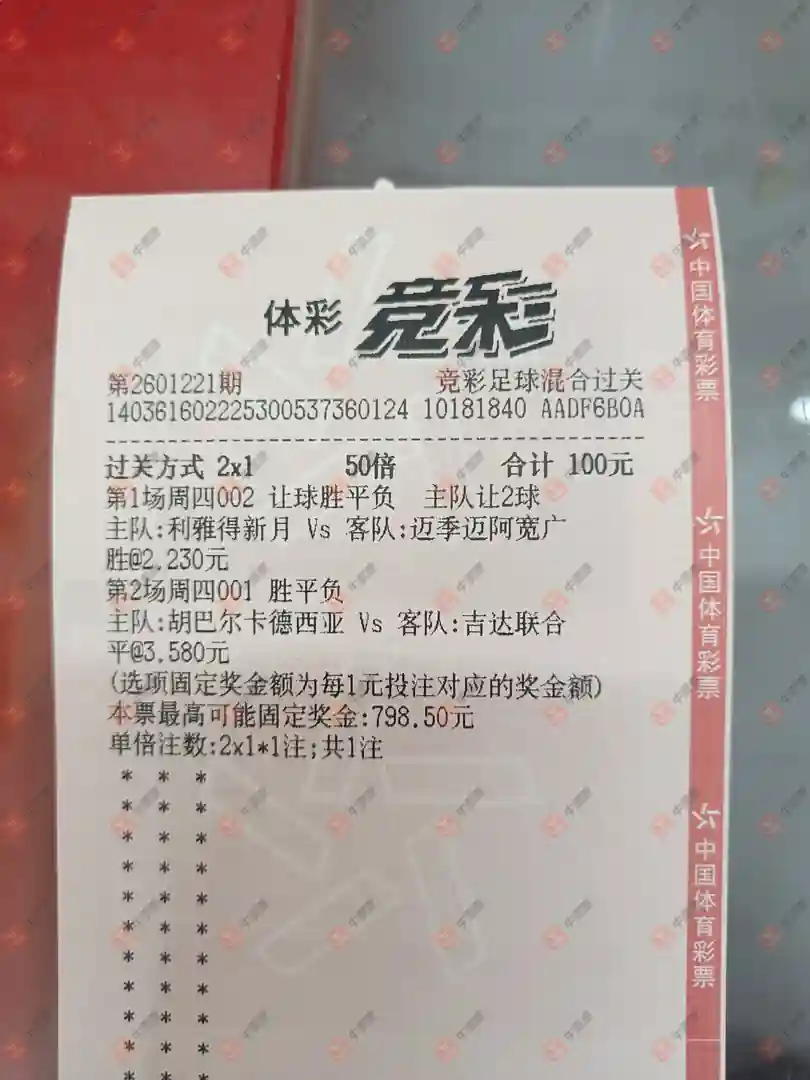 体彩 竞彩
第2601221期 竞彩足球混合过关
140361602225300537360124 10181840 AADF6B0A
过关方式 2x1 50倍 合计 100元
第1场周四002 让球胜平负 主队让2球
主队:利雅得新月 Vs 客队:迈季迈阿宽广
胜@2.230元
第2场周四001 胜平负
主队:胡巴尔卡德西亚 Vs 客队:吉达联合
平@3.580元
(选项固定奖金额为每1元投注对应的奖金额)
本票最高可能固定奖金:798.50元
单倍注数:2x1*1注;共1注
* * *
* * *
* * *
* * *
* * *
* * *
* * *
* * *
* * *
* * *
* * *
中国体育彩票
中国体育彩票
中国体育彩票